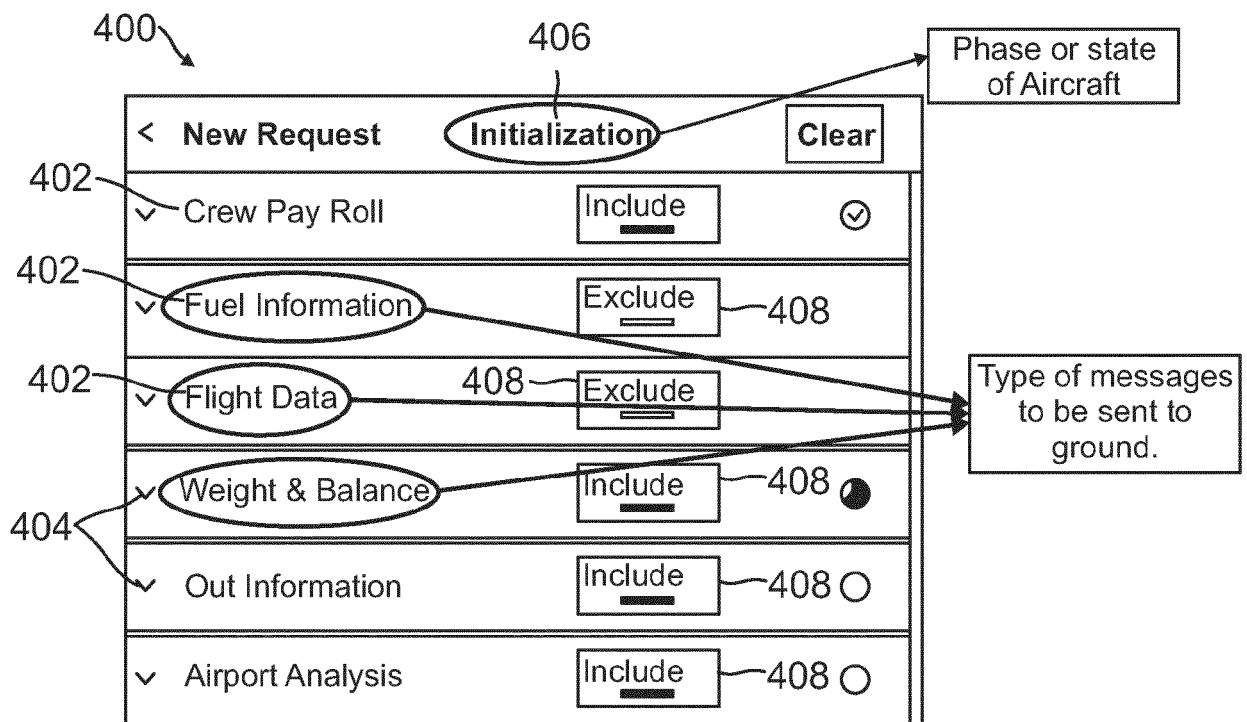 400
406
Phase or state
of Aircraft
< New Request Initialization Clear
402
Crew Pay Roll Include
402
Fuel Information Exclude 408
402
Flight Data 408 Exclude
Type of messages
to be sent to
ground.
Weight & Balance Include 408
404
Out Information Include 408
Airport Analysis Include 408